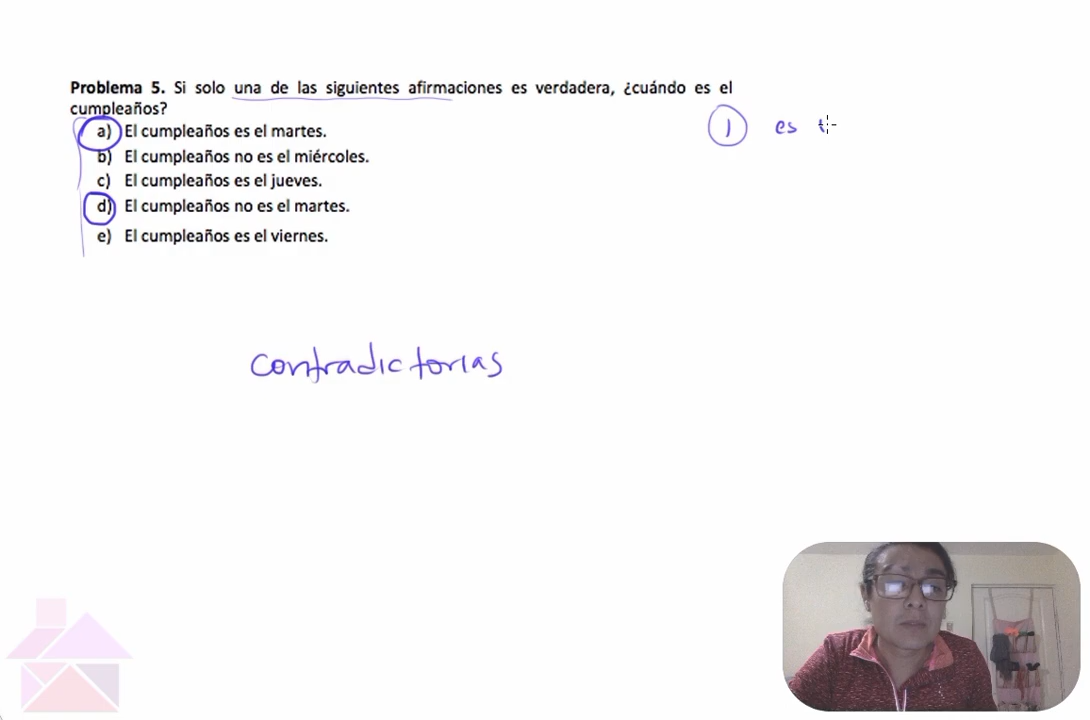 Problema 5. Si solo una de las siguientes afirmaciones es verdadera, ¿cuándo es el
cumpleaños?
a) El cumpleaños es el martes.
b) El cumpleaños no es el miércoles.
c) El cumpleaños es el jueves.
d) El cumpleaños no es el martes.
e) El cumpleaños es el viernes.
1 es
contradictorias